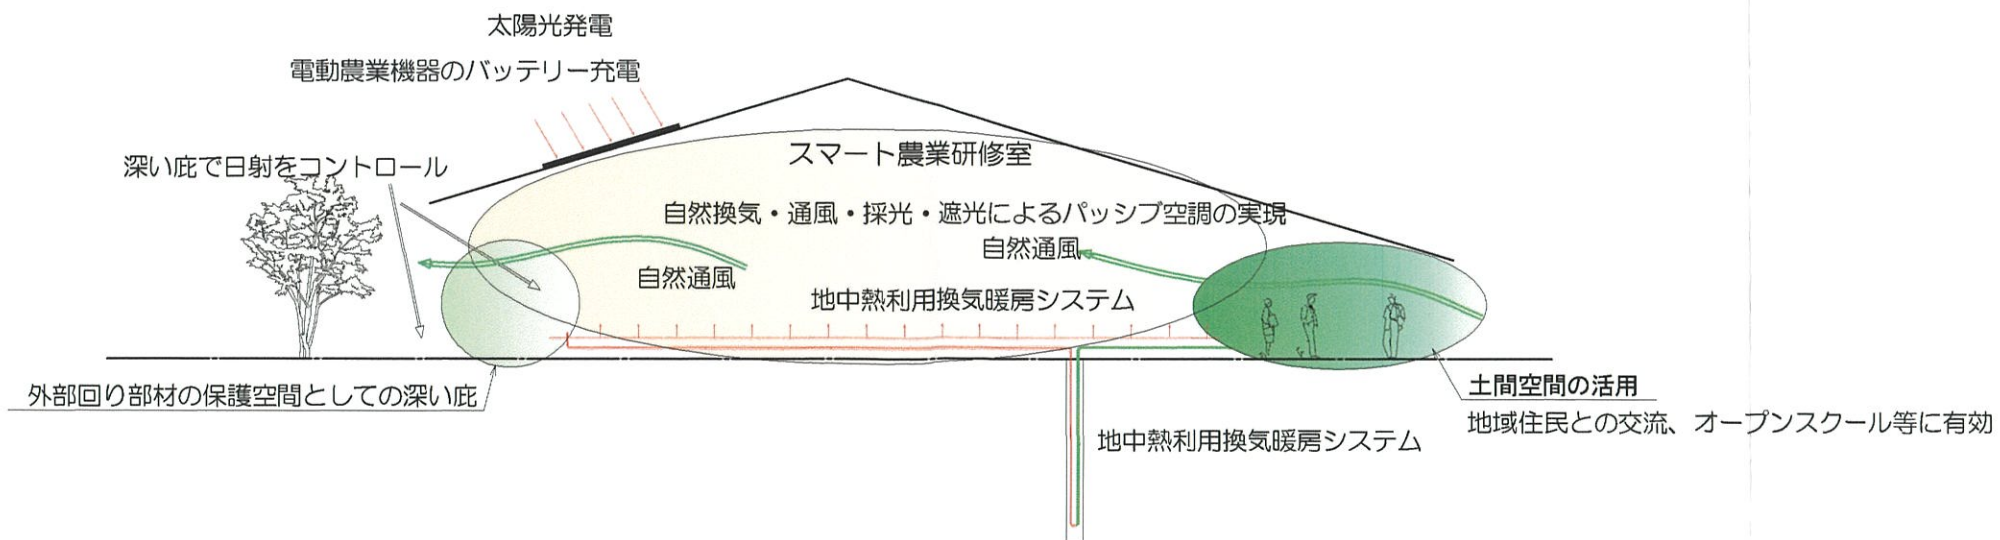 太陽光発電
電動農業機器のバッテリー充電
深い庇で日射をコントロール
スマート農業研修室
自然換気・通風・採光・遮光によるパッシブ空調の実現
自然通風
自然通風
地中熱利用換気暖房システム
外部回り部材の保護空間としての深い庇
土間空間の活用
地域住民との交流、オープンスクール等に有効
地中熱利用換気暖房システム